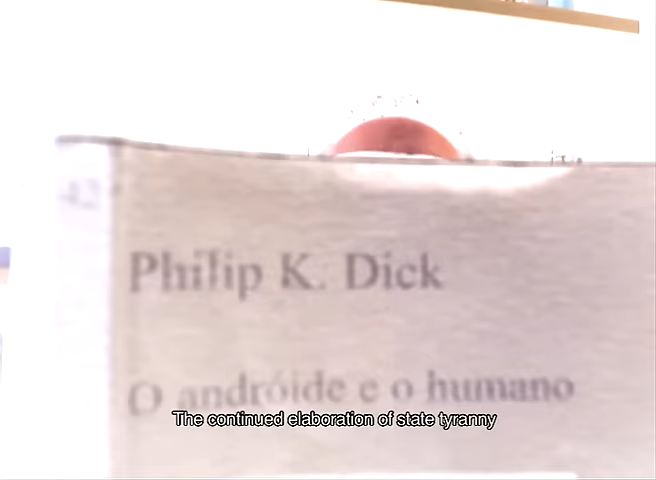 Philip K. Dick
O andróide e o humano
The continued elaboration of state tyranny